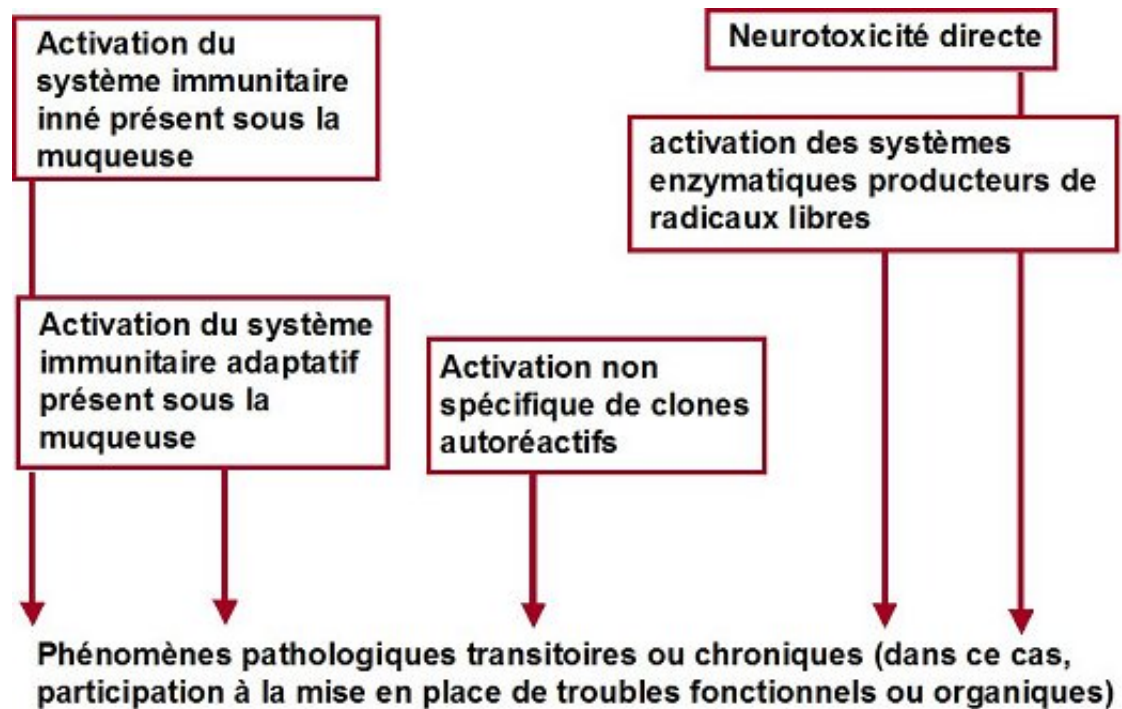 Activation du
système immunitaire
inné présent sous la
muqueuse
Neurotoxicité directe
activation des systèmes
enzymatiques producteurs de
radicaux libres
Activation du système
immunitaire adaptatif
présent sous la
muqueuse
Activation non
spécifique de clones
autoréactifs
Phénomènes pathologiques transitoires ou chroniques (dans ce cas,
participation à la mise en place de troubles fonctionnels ou organiques)